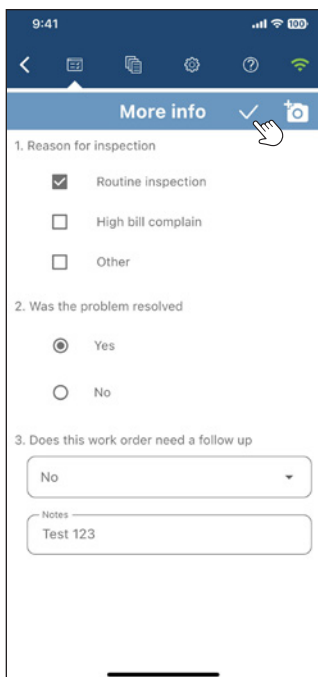 9:41
100
More info
1. Reason for inspection
Routine inspection
High bill complain
Other
2. Was the problem resolved
Yes
No
3. Does this work order need a follow up
No
Notes
Test 123